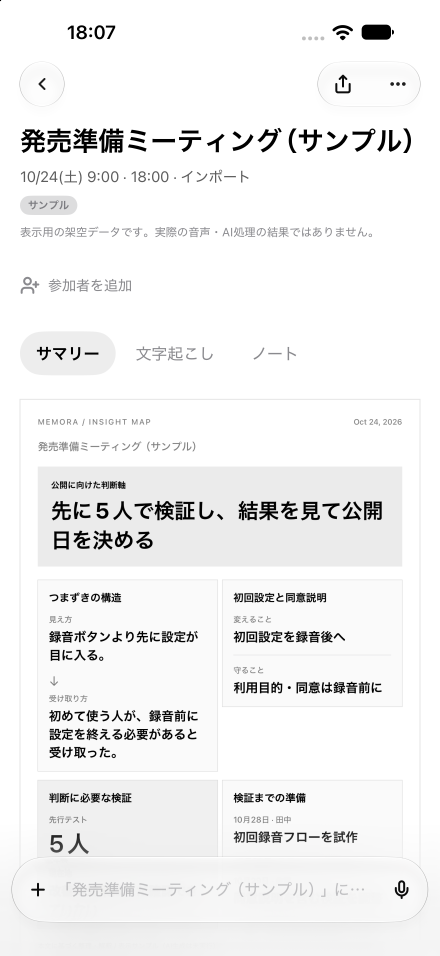 18:07
発売準備ミーティング（サンプル）
10/24(土) 9:00 · 18:00 · インポート
サンプル
表示用の架空データです。実際の音声・AI処理の結果ではありません。
参加者を追加
サマリー 文字起こし ノート
MEMORA / INSIGHT MAP Oct 24, 2026
発売準備ミーティング（サンプル）
公開に向けた判断軸
先に5人で検証し、結果を見て公開
日を決める
つまずきの構造
見え方
録音ボタンより先に設定が
目に入る。
↓
受け取り方
初めて使う人が、録音前に
設定を終える必要があると
受け取った。
初回設定と同意説明
変えること
初回設定を録音後へ
守ること
利用目的・同意は録音前に
判断に必要な検証
先行テスト
5人
検証までの準備
10月28日 · 田中
初回録音フローを試作
「発売準備ミーティング（サンプル）」に…